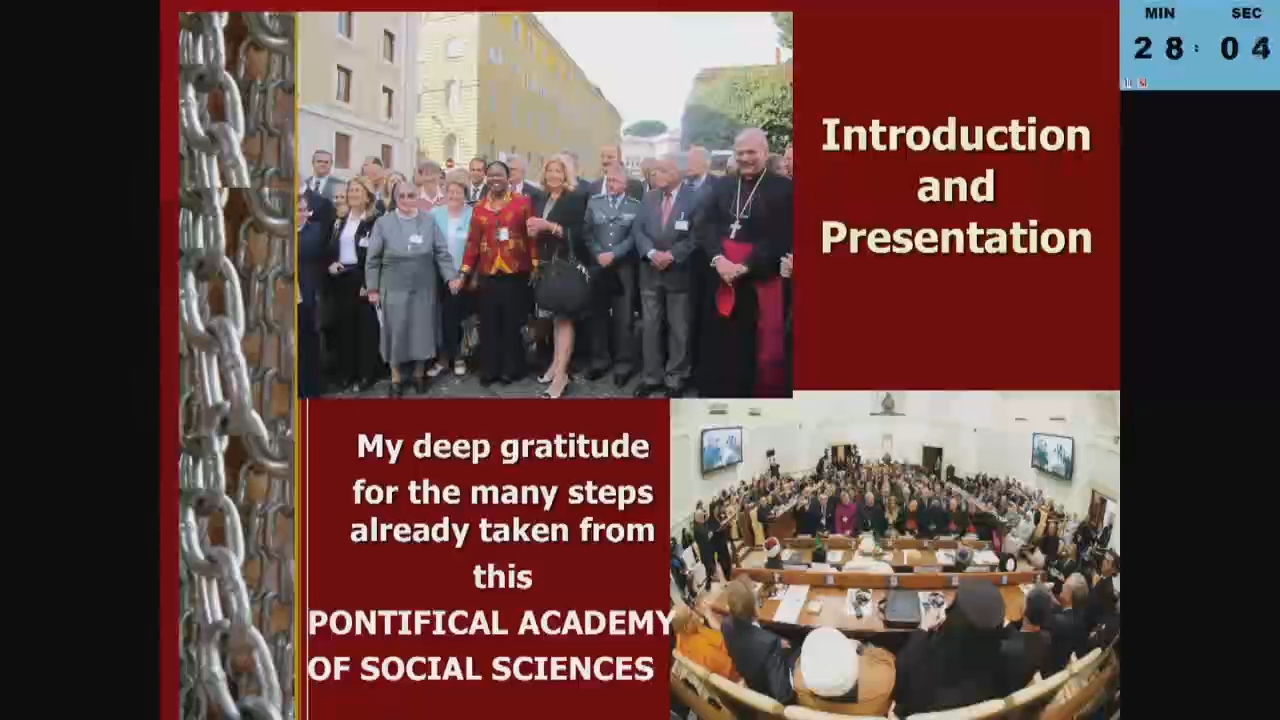 MIN SEC
28:04
Introduction
and
Presentation
My deep gratitude
for the many steps
already taken from
this
PONTIFICAL ACADEMY
OF SOCIAL SCIENCES